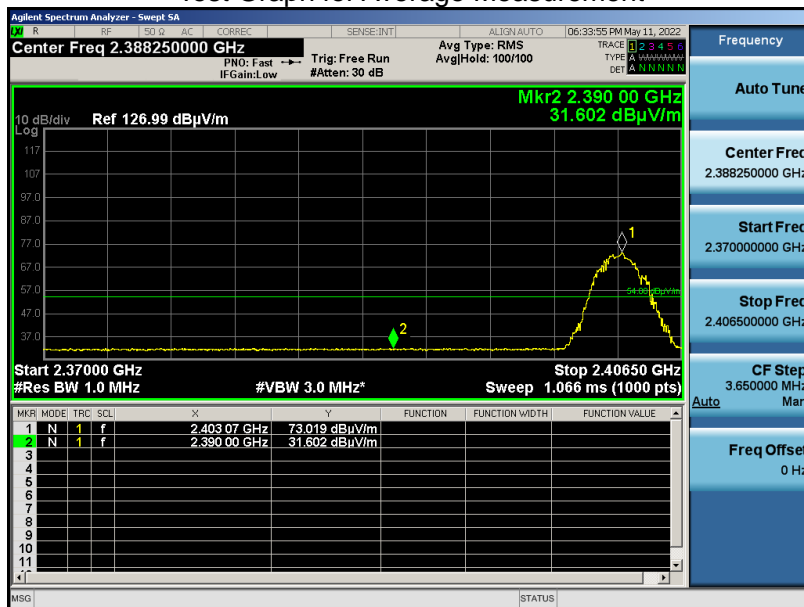 Test Graph for Average Measurement
Agilent Spectrum Analyzer - Swept SA
LXI R RF 50 Ω AC CORREC SENSE:INT ALIGN AUTO 06:33:55 PM May 11, 2022
Center Freq 2.388250000 GHz
PNO: Fast
IFGain:Low
Trig: Free Run
#Atten: 30 dB
Avg Type: RMS
Avg|Hold: 100/100
TRACE 1 2 3 4 5 6
TYPE A WWWWW
DET A N N N N N
Mkr2 2.390 00 GHz
31.602 dBµV/m
10 dB/div Ref 126.99 dBµV/m
Log
117
107
97.0
87.0
77.0
67.0
57.0
47.0
37.0
1
54.00 dBµV/m
2
Start 2.37000 GHz Stop 2.40650 GHz
#Res BW 1.0 MHz #VBW 3.0 MHz* Sweep 1.066 ms (1000 pts)
MKR MODE TRC SCL X Y FUNCTION FUNCTION WIDTH FUNCTION VALUE
1 N 1 f 2.403 07 GHz 73.019 dBµV/m
2 N 1 f 2.390 00 GHz 31.602 dBµV/m
3
4
5
6
7
8
9
10
11
MSG STATUS
Frequency
Auto Tune
Center Freq
2.388250000 GHz
Start Freq
2.370000000 GHz
Stop Freq
2.406500000 GHz
CF Step
3.650000 MHz
Auto Man
Freq Offset
0 Hz